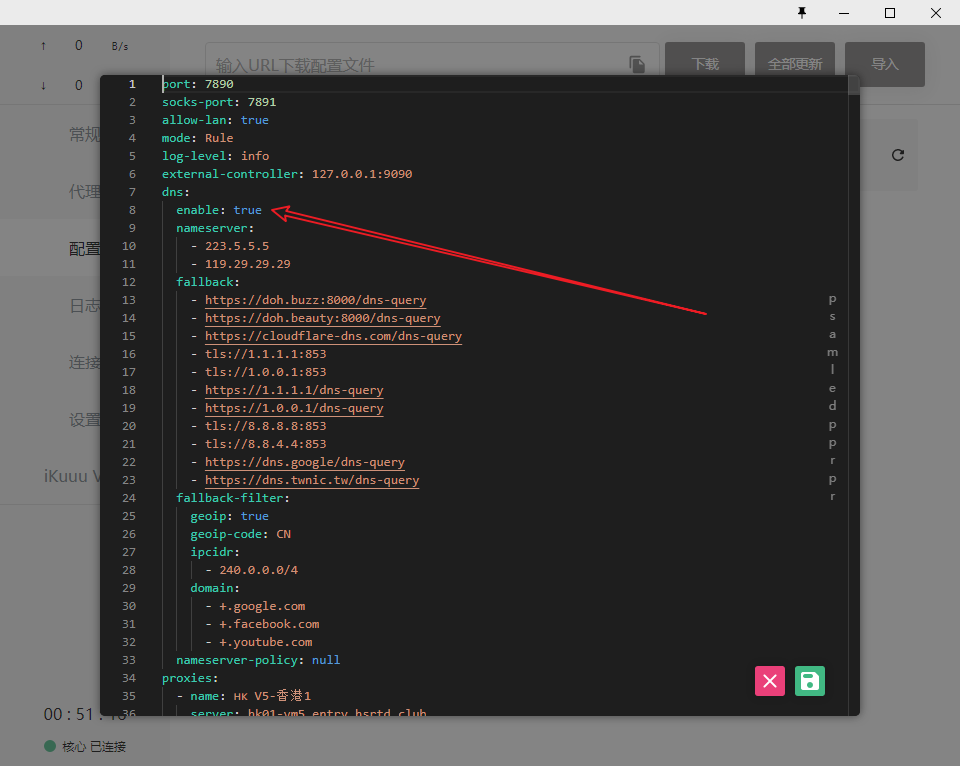 ↑ 0 B/s
输入URL下载配置文件
下载
全部更新
导入
↓ 0
常规
代理
配置
日志
连接
设置
iKuuu V
00 : 51 :
核心 已连接
1 port: 7890
2 socks-port: 7891
3 allow-lan: true
4 mode: Rule
5 log-level: info
6 external-controller: 127.0.0.1:9090
7 dns:
8 enable: true
9 nameserver:
10 - 223.5.5.5
11 - 119.29.29.29
12 fallback:
13 - https://doh.buzz:8000/dns-query
14 - https://doh.beauty:8000/dns-query
15 - https://cloudflare-dns.com/dns-query
16 - tls://1.1.1.1:853
17 - tls://1.0.0.1:853
18 - https://1.1.1.1/dns-query
19 - https://1.0.0.1/dns-query
20 - tls://8.8.8.8:853
21 - tls://8.8.4.4:853
22 - https://dns.google/dns-query
23 - https://dns.twnic.tw/dns-query
24 fallback-filter:
25 geoip: true
26 geoip-code: CN
27 ipcidr:
28 - 240.0.0.0/4
29 domain:
30 - +.google.com
31 - +.facebook.com
32 - +.youtube.com
33 nameserver-policy: null
34 proxies:
35 - name: HK V5-香港1
36 server: hk01-vm5.entry.hsrtd.club
p
s
a
m
l
e
d
p
p
r
p
r